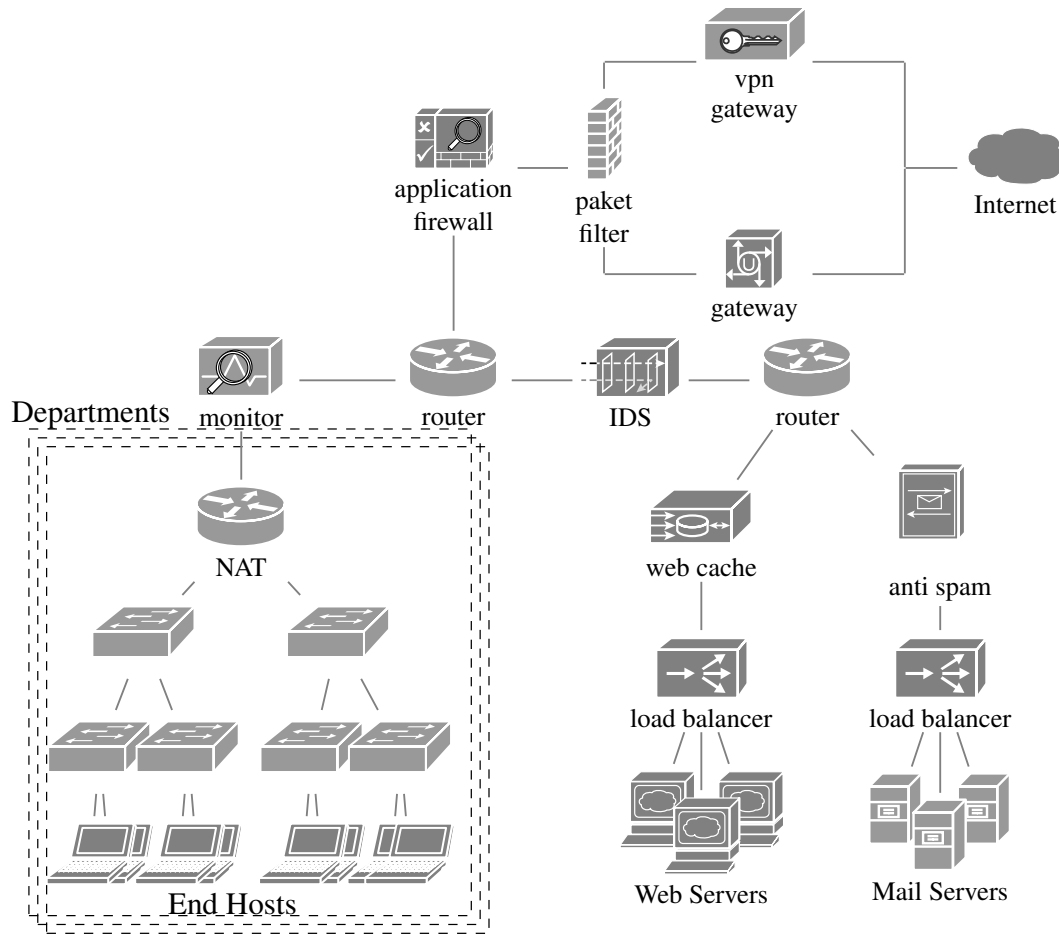 vpn
gateway
application
firewall
paket
filter
Internet
U
gateway
monitor
router
IDS
router
Departments
NAT
web cache
anti spam
load balancer
load balancer
Web Servers
Mail Servers
End Hosts